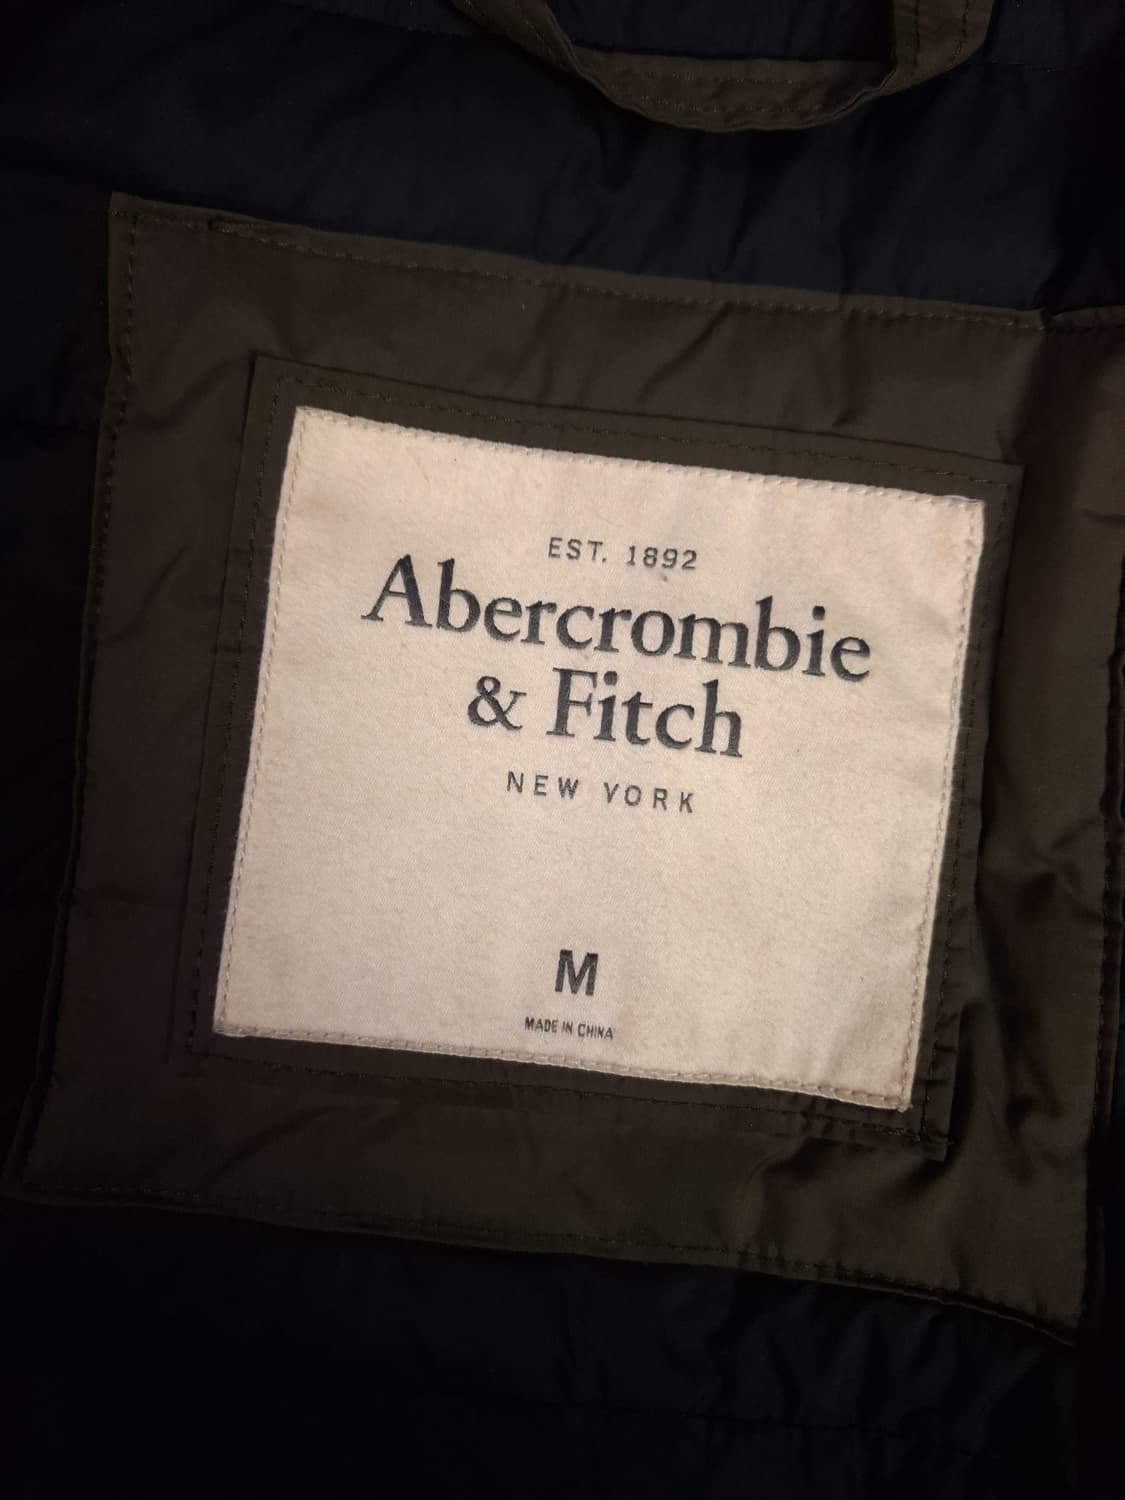 EST. 1892
Abercrombie
& Fitch
NEW YORK
M
MADE IN CHINA